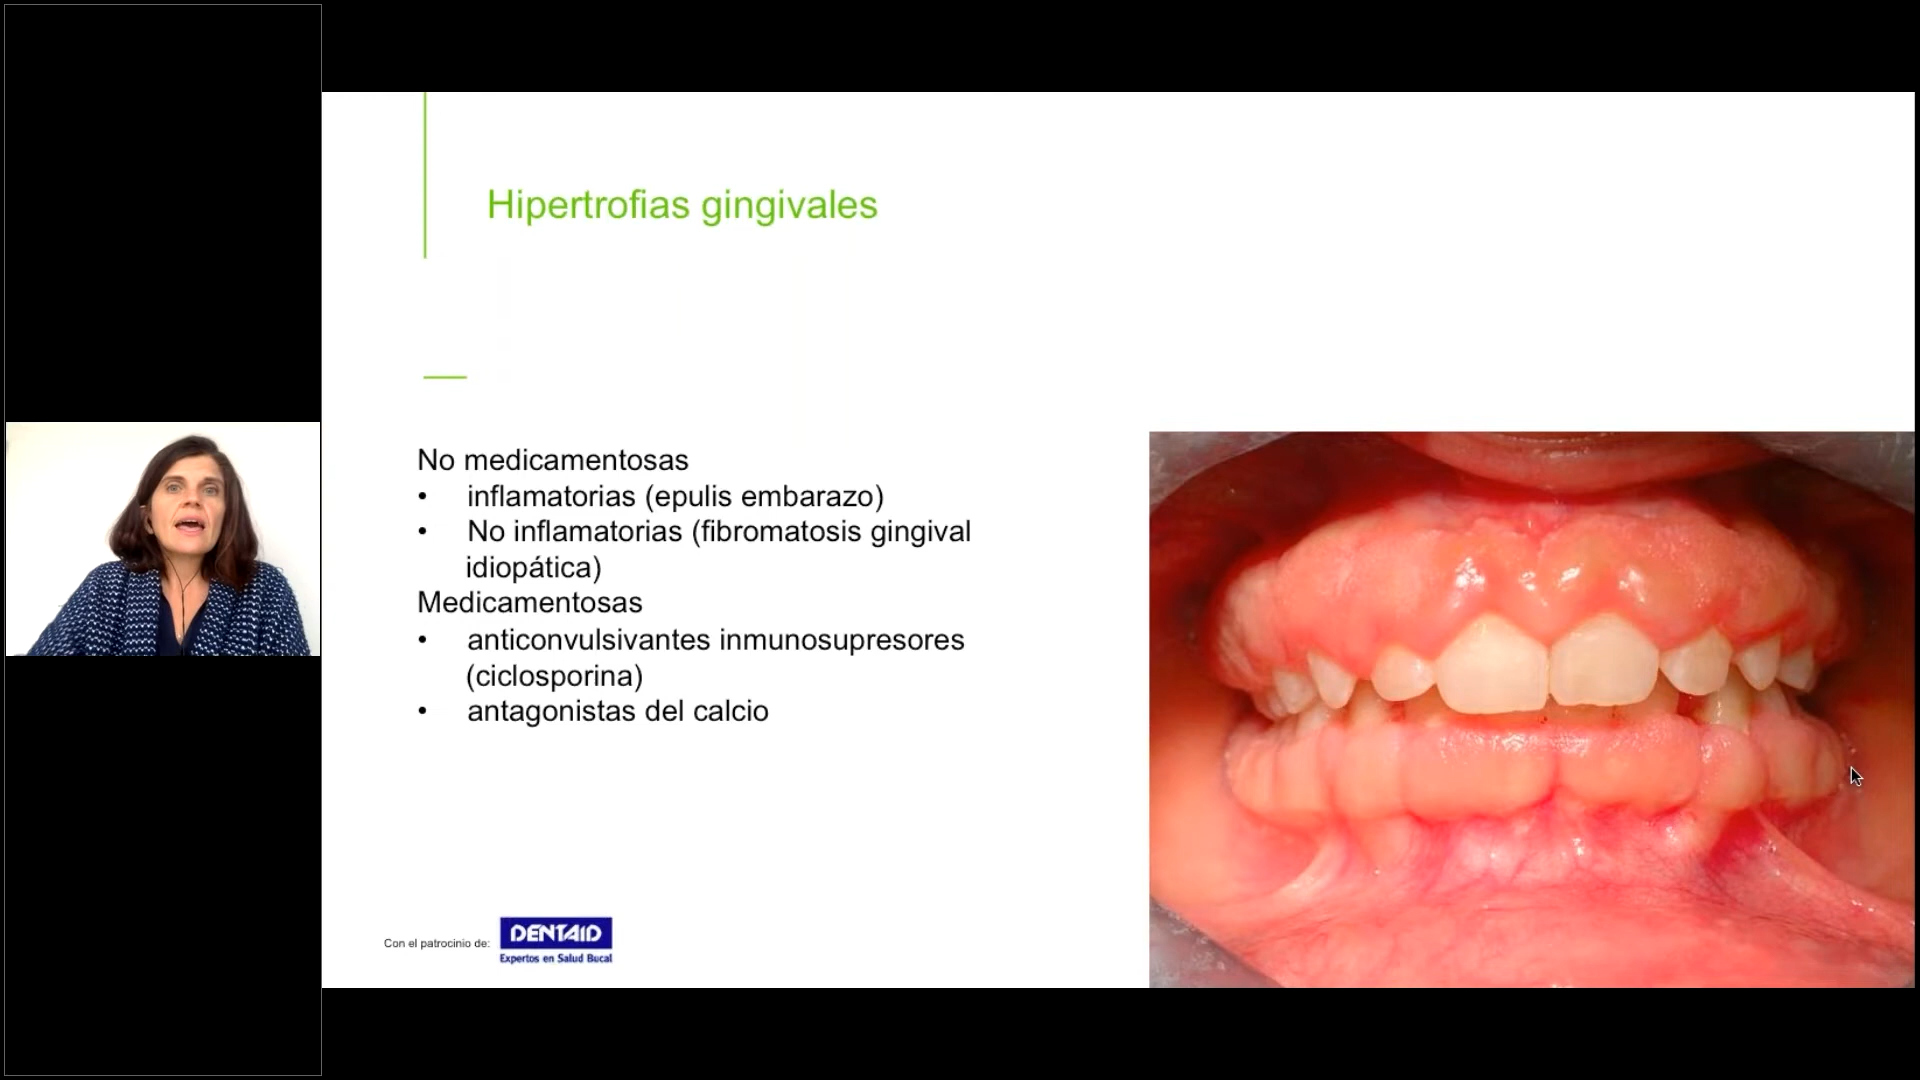 Hipertrofias gingivales
No medicamentosas
• inflamatorias (epulis embarazo)
• No inflamatorias (fibromatosis gingival
idiopática)
Medicamentosas
• anticonvulsivantes inmunosupresores
(ciclosporina)
• antagonistas del calcio
Con el patrocinio de:
DENTAID
Expertos en Salud Bucal